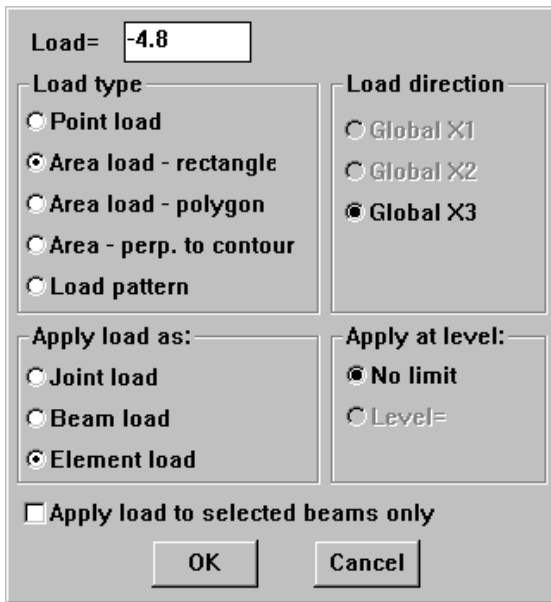 Load= -4.8
Load type
Point load
Area load - rectangle
Area load - polygon
Area - perp. to contour
Load pattern
Load direction
Global X1
Global X2
Global X3
Apply load as:
Joint load
Beam load
Element load
Apply at level:
No limit
Level=
Apply load to selected beams only
OK Cancel